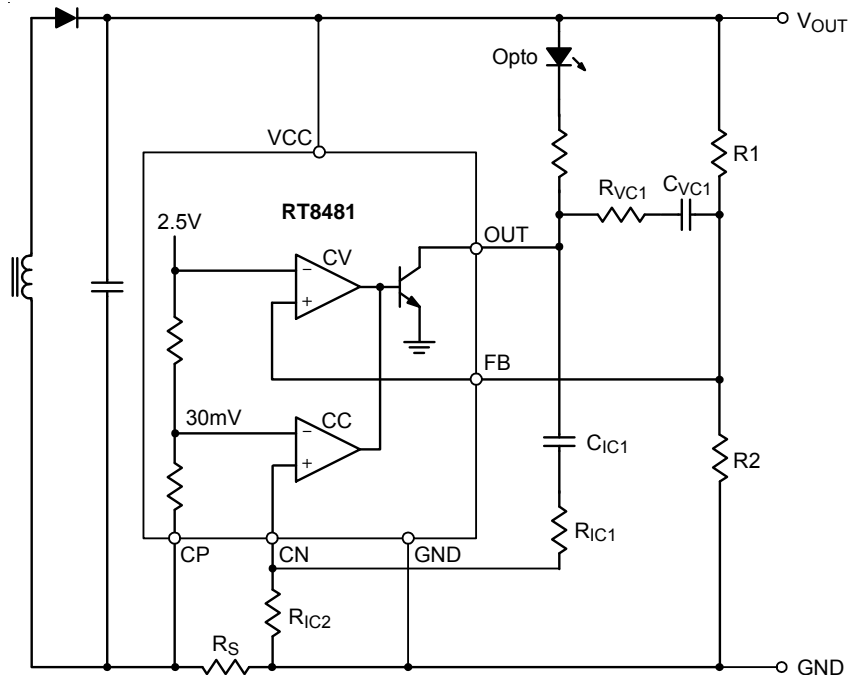 V_OUT
Opto
VCC
R1
R_VC1
C_VC1
RT8481
2.5V
OUT
CV
−
+
FB
30mV
CC
−
+
C_IC1
R2
R_IC1
CP
CN
GND
R_IC2
R_S
GND